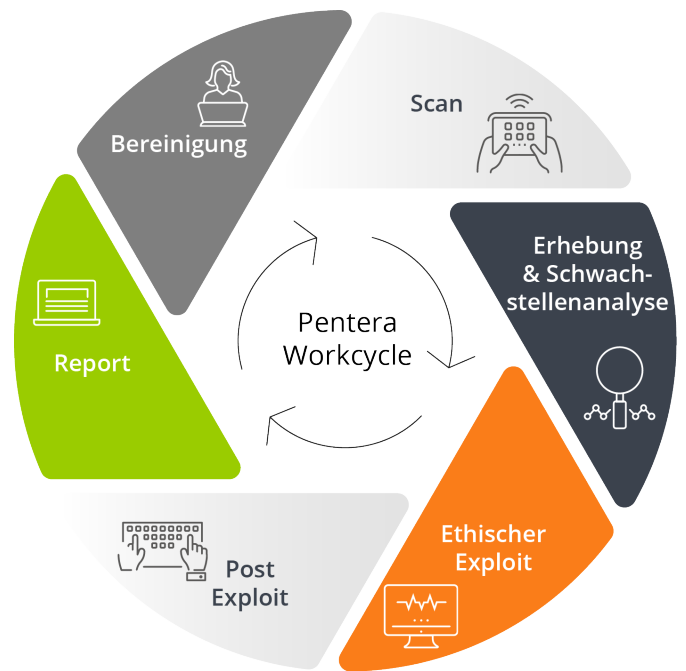 Scan
Erhebung
& Schwach-
stellenanalyse
Ethischer
Exploit
Post
Exploit
Report
Bereinigung
Pentera
Workcycle